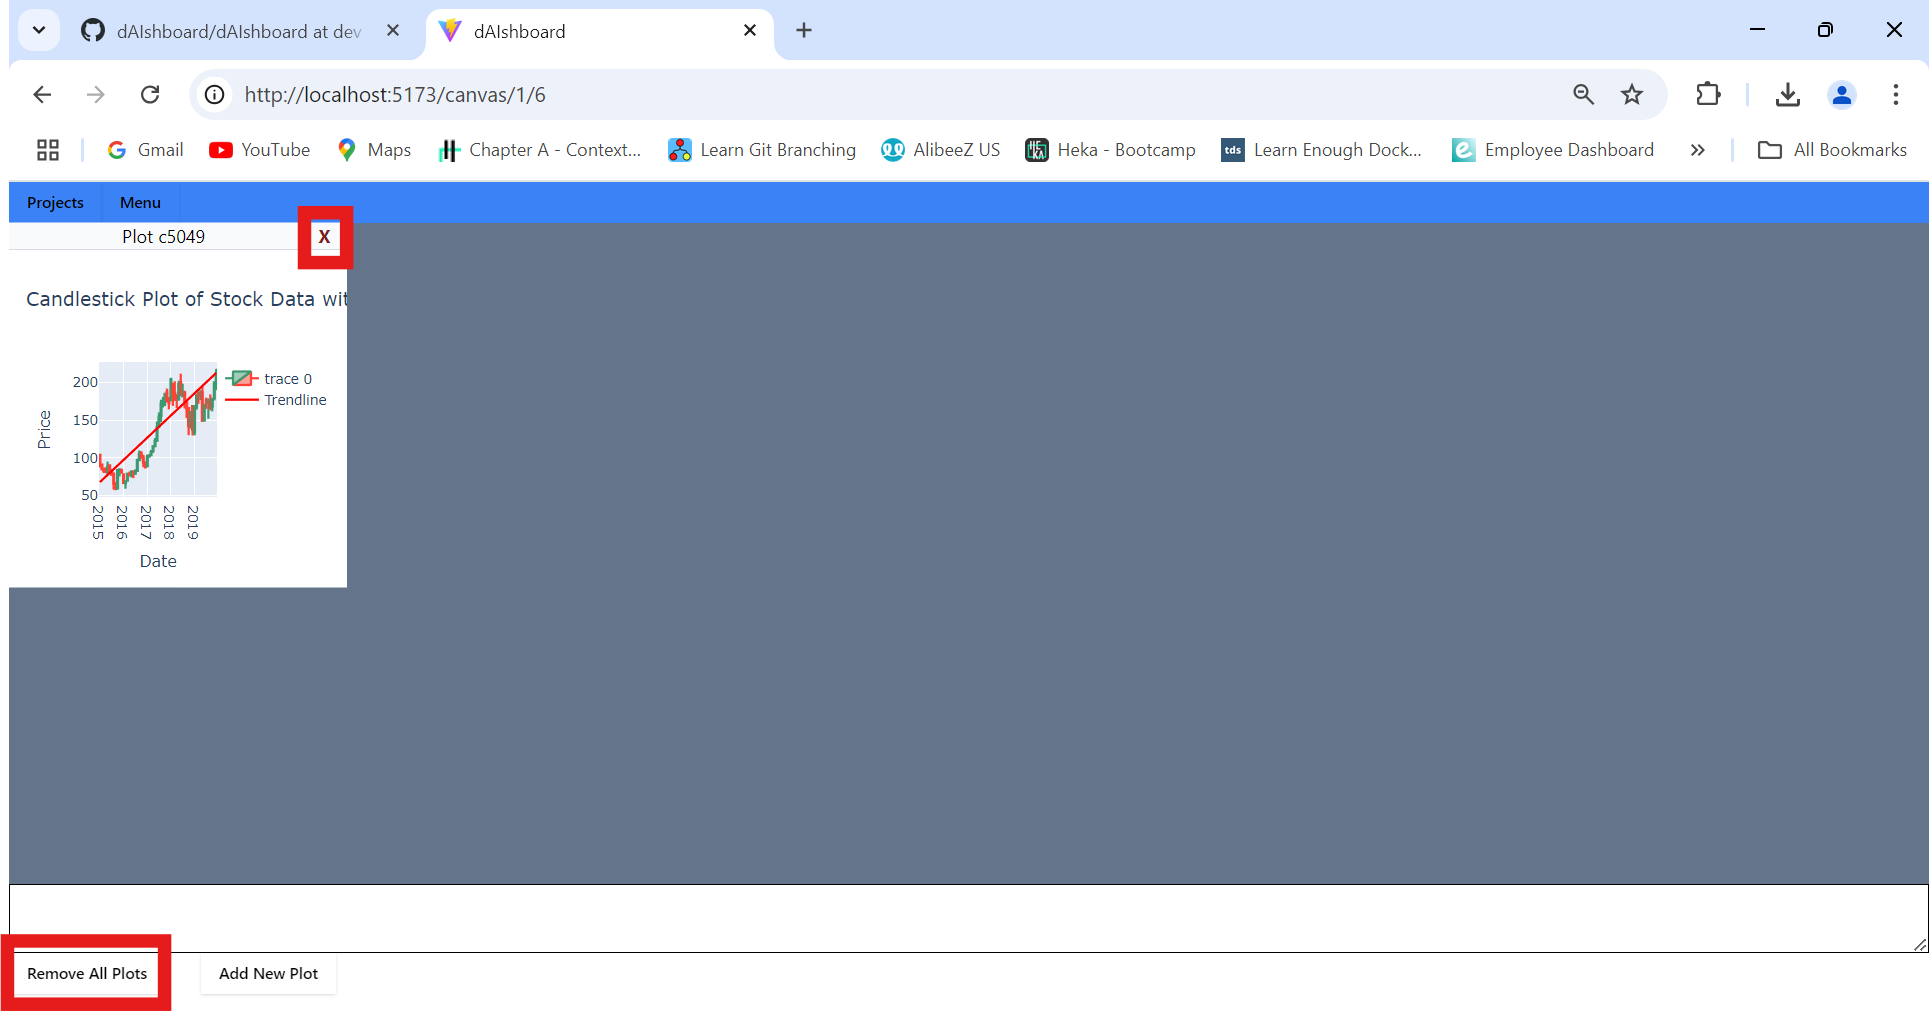 dAIshboard/dAIshboard at dev
dAIshboard
http://localhost:5173/canvas/1/6
Gmail YouTube Maps Chapter A - Context... Learn Git Branching AlibeeZ US Heka - Bootcamp tds Learn Enough Dock... Employee Dashboard All Bookmarks
Projects Menu
Plot c5049 X
Candlestick Plot of Stock Data wit
200
150
100
50
Price
trace 0
Trendline
2015 2016 2017 2018 2019
Date
Remove All Plots Add New Plot